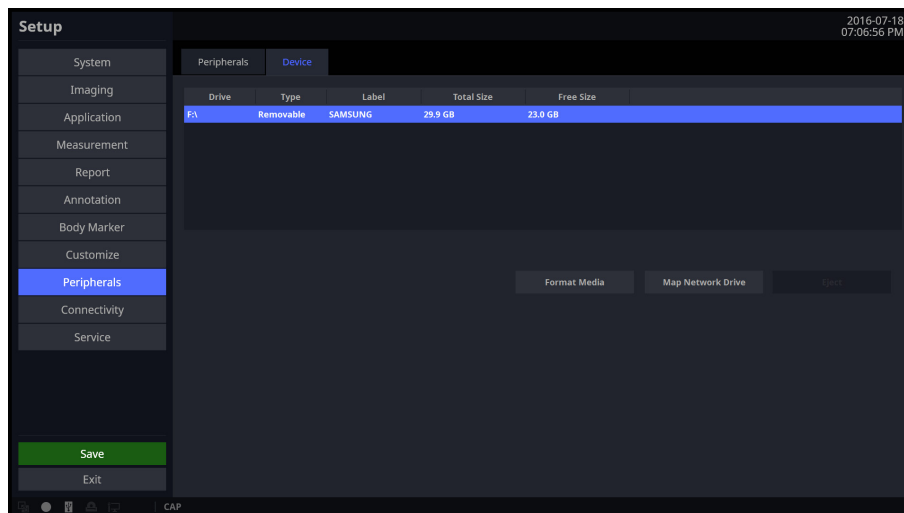 Setup
2016-07-18
07:06:56 PM
System
Imaging
Application
Measurement
Report
Annotation
Body Marker
Customize
Peripherals
Connectivity
Service
Save
Exit
Peripherals Device
Drive Type Label Total Size Free Size
F:\ Removable SAMSUNG 29.9 GB 23.0 GB
Format Media Map Network Drive Eject
CAP